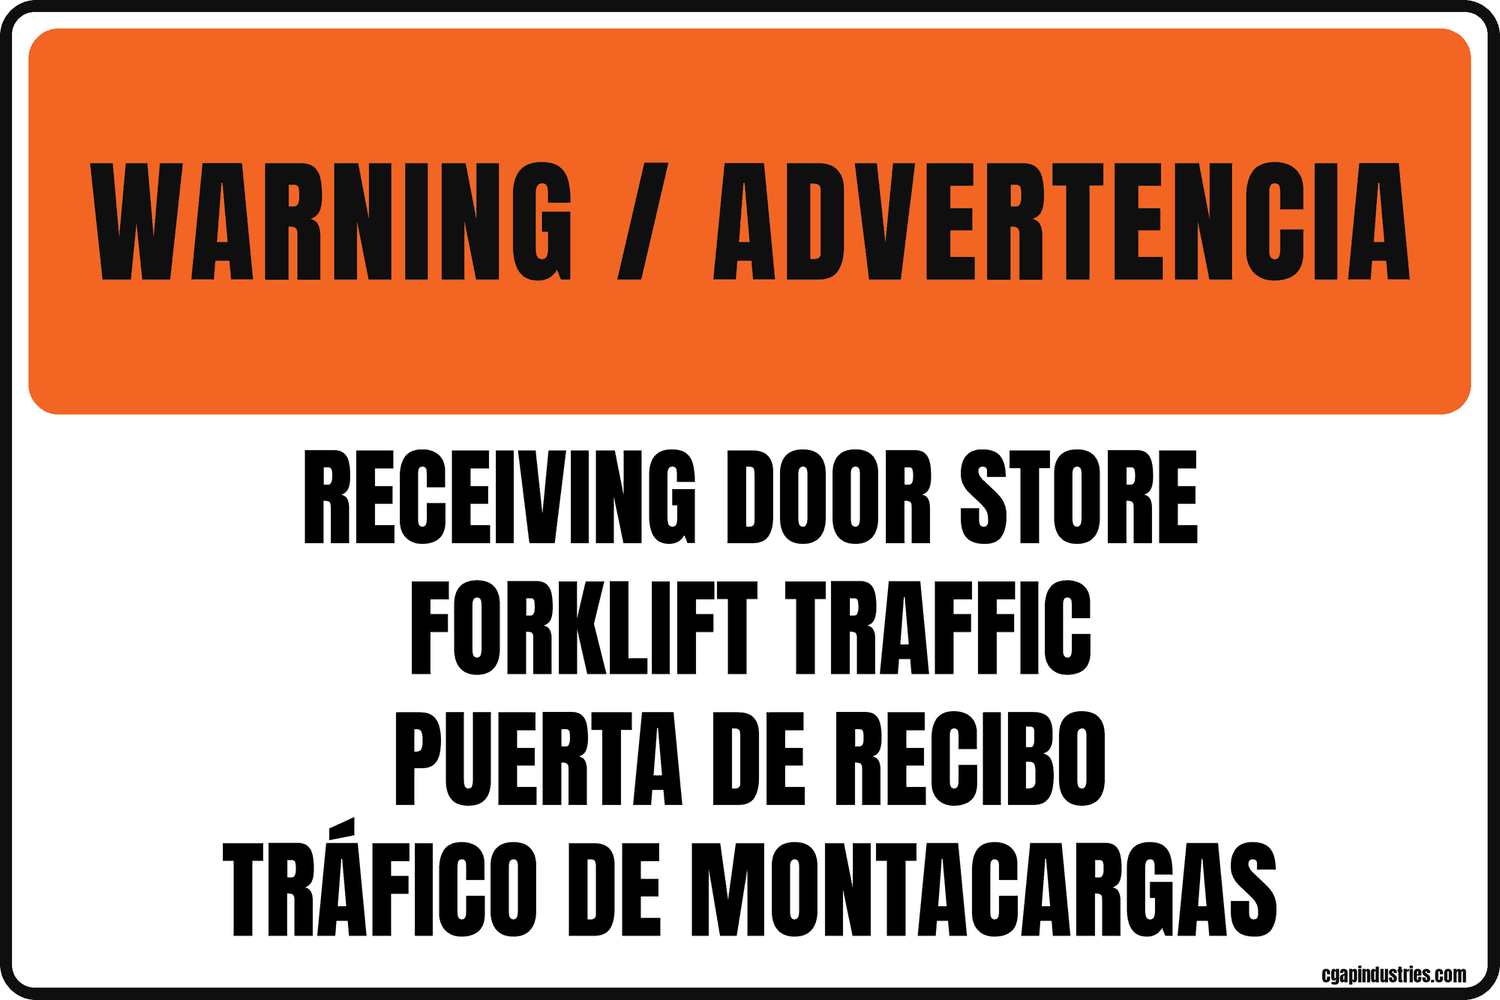 WARNING / ADVERTENCIA
RECEIVING DOOR STORE
FORKLIFT TRAFFIC
PUERTA DE RECIBO
TRÁFICO DE MONTACARGAS
cgapindustries.com